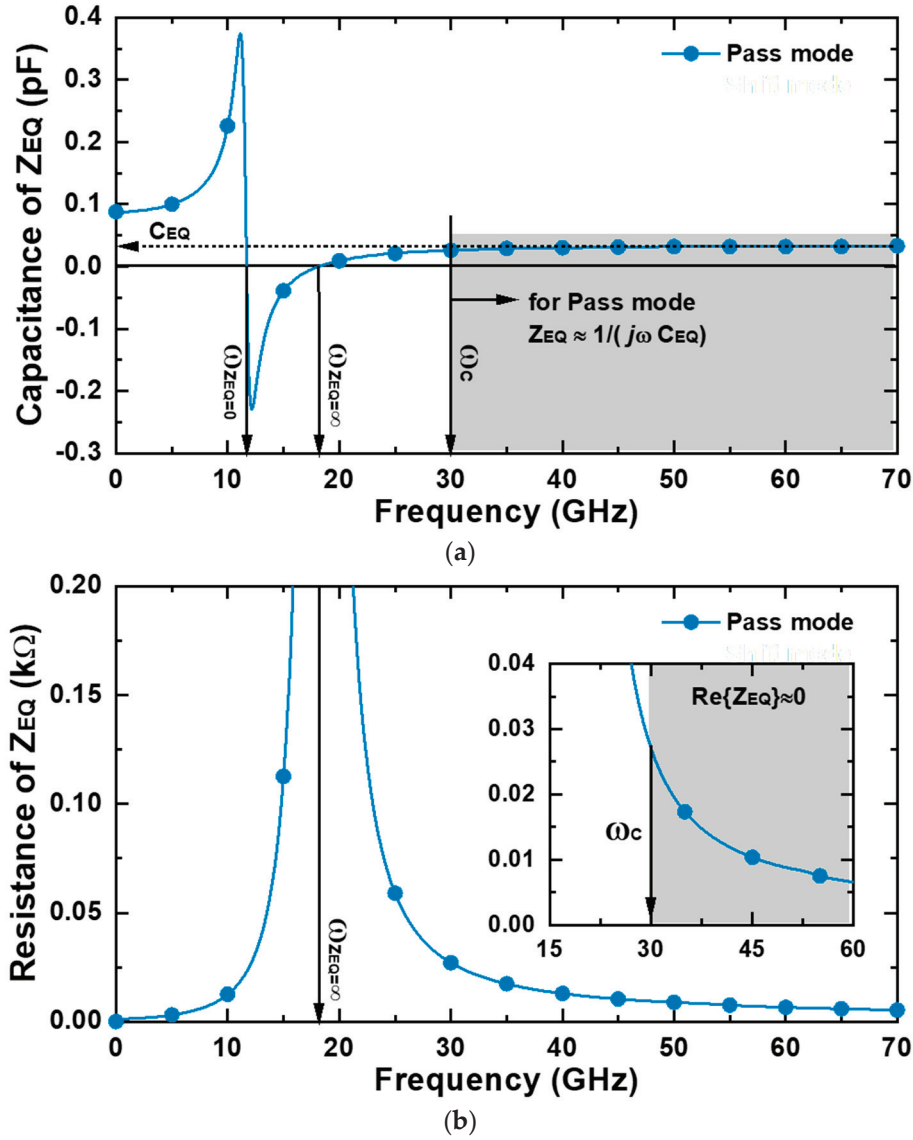 0.4
0.3
0.2
0.1
0.0
-0.1
-0.2
-0.3
Capacitance of ZEQ (pF)
Pass mode
CEQ
for Pass mode
ZEQ ≈ 1/( jω CEQ)
ωZEQ=0
ωZEQ=∞
ωC
0 10 20 30 40 50 60 70
Frequency (GHz)
(a)
0.20
0.15
0.10
0.05
0.00
Resistance of ZEQ (kΩ)
Pass mode
ωZEQ=∞
0.04
0.03
0.02
0.01
0.00
Re{ZEQ}≈0
ωC
15 30 45 60
0 10 20 30 40 50 60 70
Frequency (GHz)
(b)